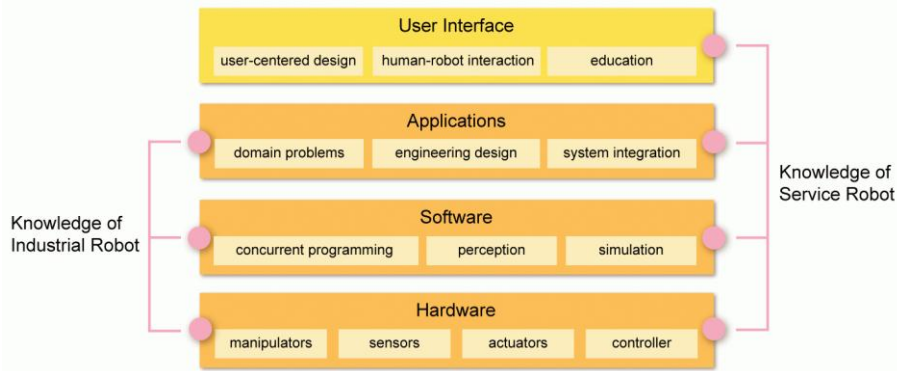 User Interface
user-centered design
human-robot interaction
education
Applications
domain problems
engineering design
system integration
Knowledge of
Industrial Robot
Knowledge of
Service Robot
Software
concurrent programming
perception
simulation
Hardware
manipulators
sensors
actuators
controller